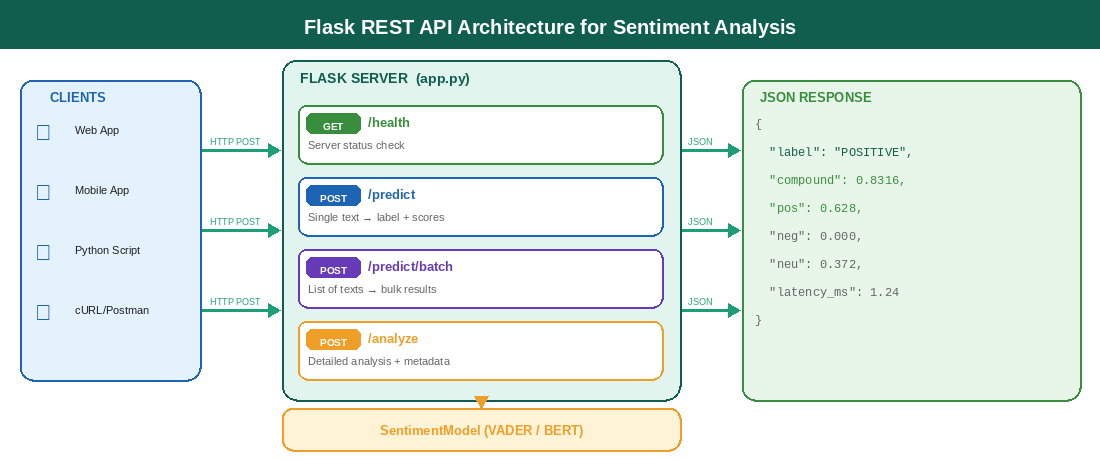 Flask REST API Architecture for Sentiment Analysis
CLIENTS
Web App
Mobile App
Python Script
cURL/Postman
HTTP POST
HTTP POST
HTTP POST
FLASK SERVER (app.py)
GET /health
Server status check
POST /predict
Single text → label + scores
POST /predict/batch
List of texts → bulk results
POST /analyze
Detailed analysis + metadata
SentimentModel (VADER / BERT)
JSON
JSON
JSON
JSON RESPONSE
{
"label": "POSITIVE",
"compound": 0.8316,
"pos": 0.628,
"neg": 0.000,
"neu": 0.372,
"latency_ms": 1.24
}